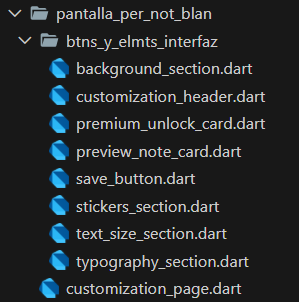 pantalla_per_not_blan
btns_y_elmts_interfaz
background_section.dart
customization_header.dart
premium_unlock_card.dart
preview_note_card.dart
save_button.dart
stickers_section.dart
text_size_section.dart
typography_section.dart
customization_page.dart